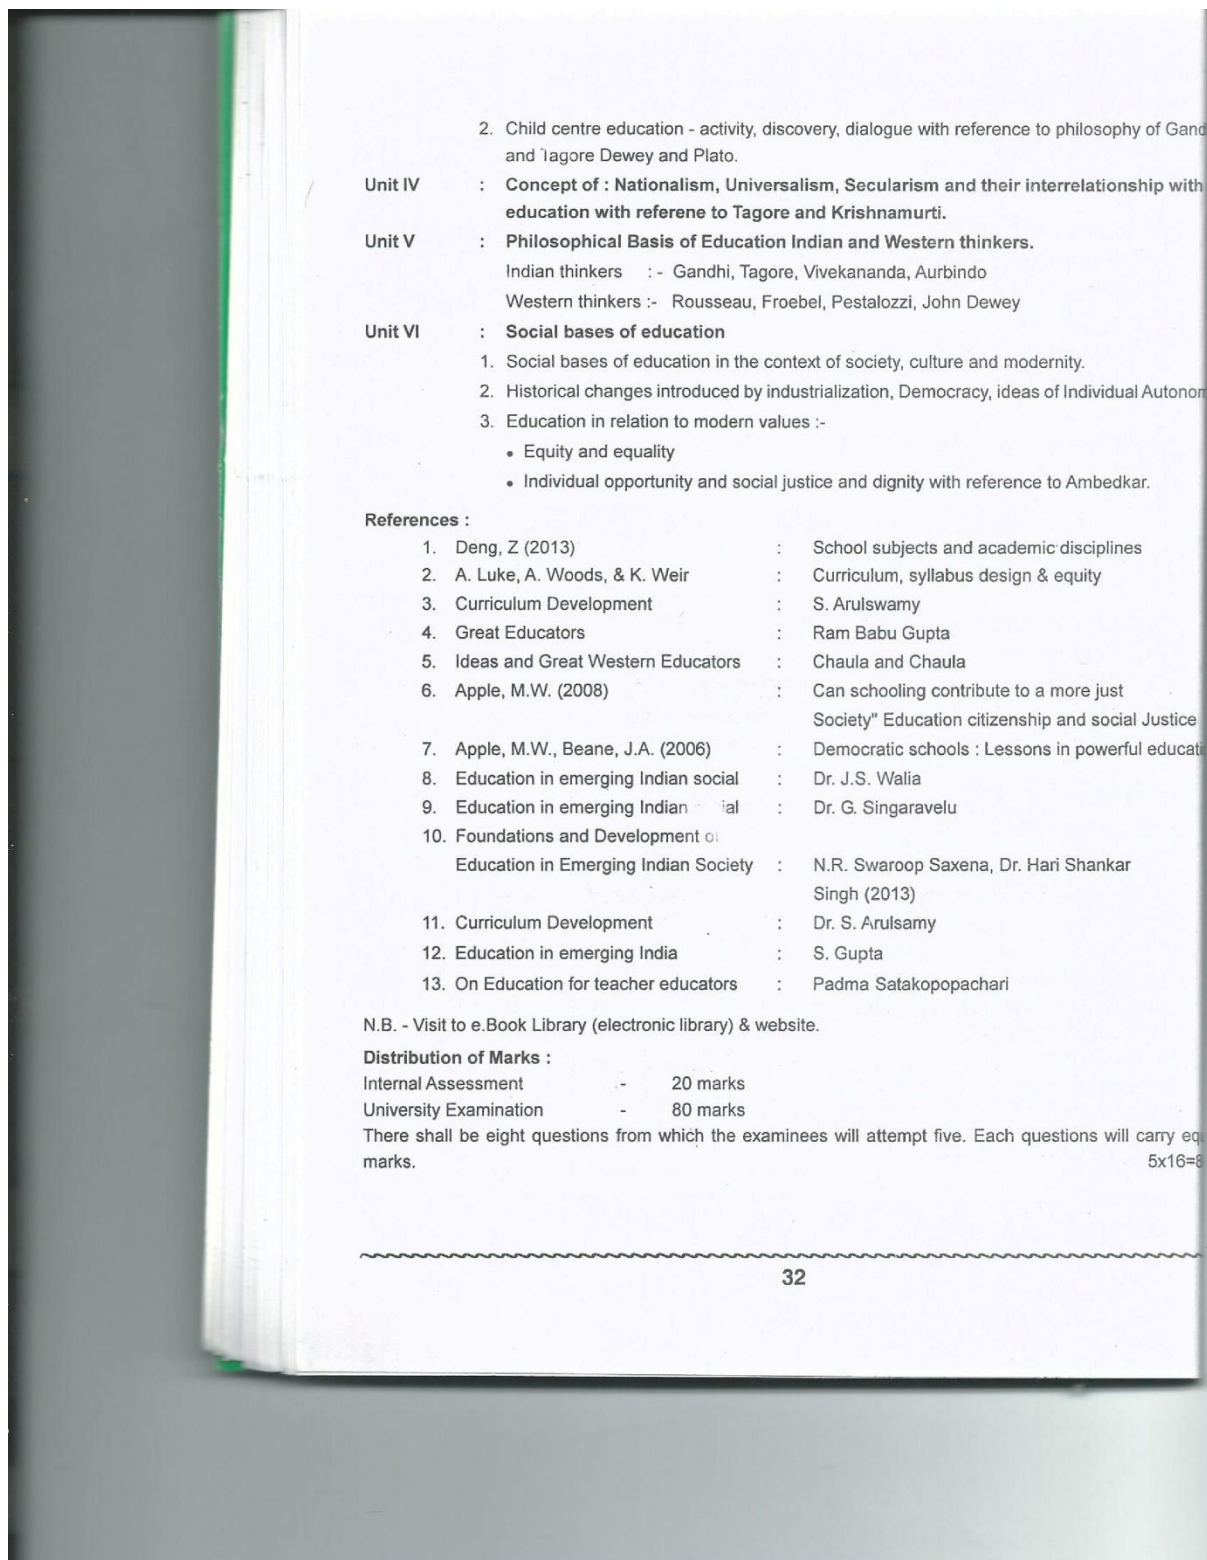 2. Child centre education - activity, discovery, dialogue with reference to philosophy of Gand
and Tagore Dewey and Plato.
Unit IV : Concept of : Nationalism, Universalism, Secularism and their interrelationship with
education with referene to Tagore and Krishnamurti.
Unit V : Philosophical Basis of Education Indian and Western thinkers.
Indian thinkers :- Gandhi, Tagore, Vivekananda, Aurbindo
Western thinkers :- Rousseau, Froebel, Pestalozzi, John Dewey
Unit VI : Social bases of education
1. Social bases of education in the context of society, culture and modernity.
2. Historical changes introduced by industrialization, Democracy, ideas of Individual Autonom
3. Education in relation to modern values :-
• Equity and equality
• Individual opportunity and social justice and dignity with reference to Ambedkar.
References :
1. Deng, Z (2013) : School subjects and academic disciplines
2. A. Luke, A. Woods, & K. Weir : Curriculum, syllabus design & equity
3. Curriculum Development : S. Arulswamy
4. Great Educators : Ram Babu Gupta
5. Ideas and Great Western Educators : Chaula and Chaula
6. Apple, M.W. (2008) : Can schooling contribute to a more just
Society" Education citizenship and social Justice
7. Apple, M.W., Beane, J.A. (2006) : Democratic schools : Lessons in powerful educati
8. Education in emerging Indian social : Dr. J.S. Walia
9. Education in emerging Indian : Dr. G. Singaravelu
10. Foundations and Development of
Education in Emerging Indian Society : N.R. Swaroop Saxena, Dr. Hari Shankar
Singh (2013)
11. Curriculum Development : Dr. S. Arulsamy
12. Education in emerging India : S. Gupta
13. On Education for teacher educators : Padma Satakopopachari
N.B. - Visit to e.Book Library (electronic library) & website.
Distribution of Marks :
Internal Assessment - 20 marks
University Examination - 80 marks
There shall be eight questions from which the examinees will attempt five. Each questions will carry equ
marks. 5x16=8
32